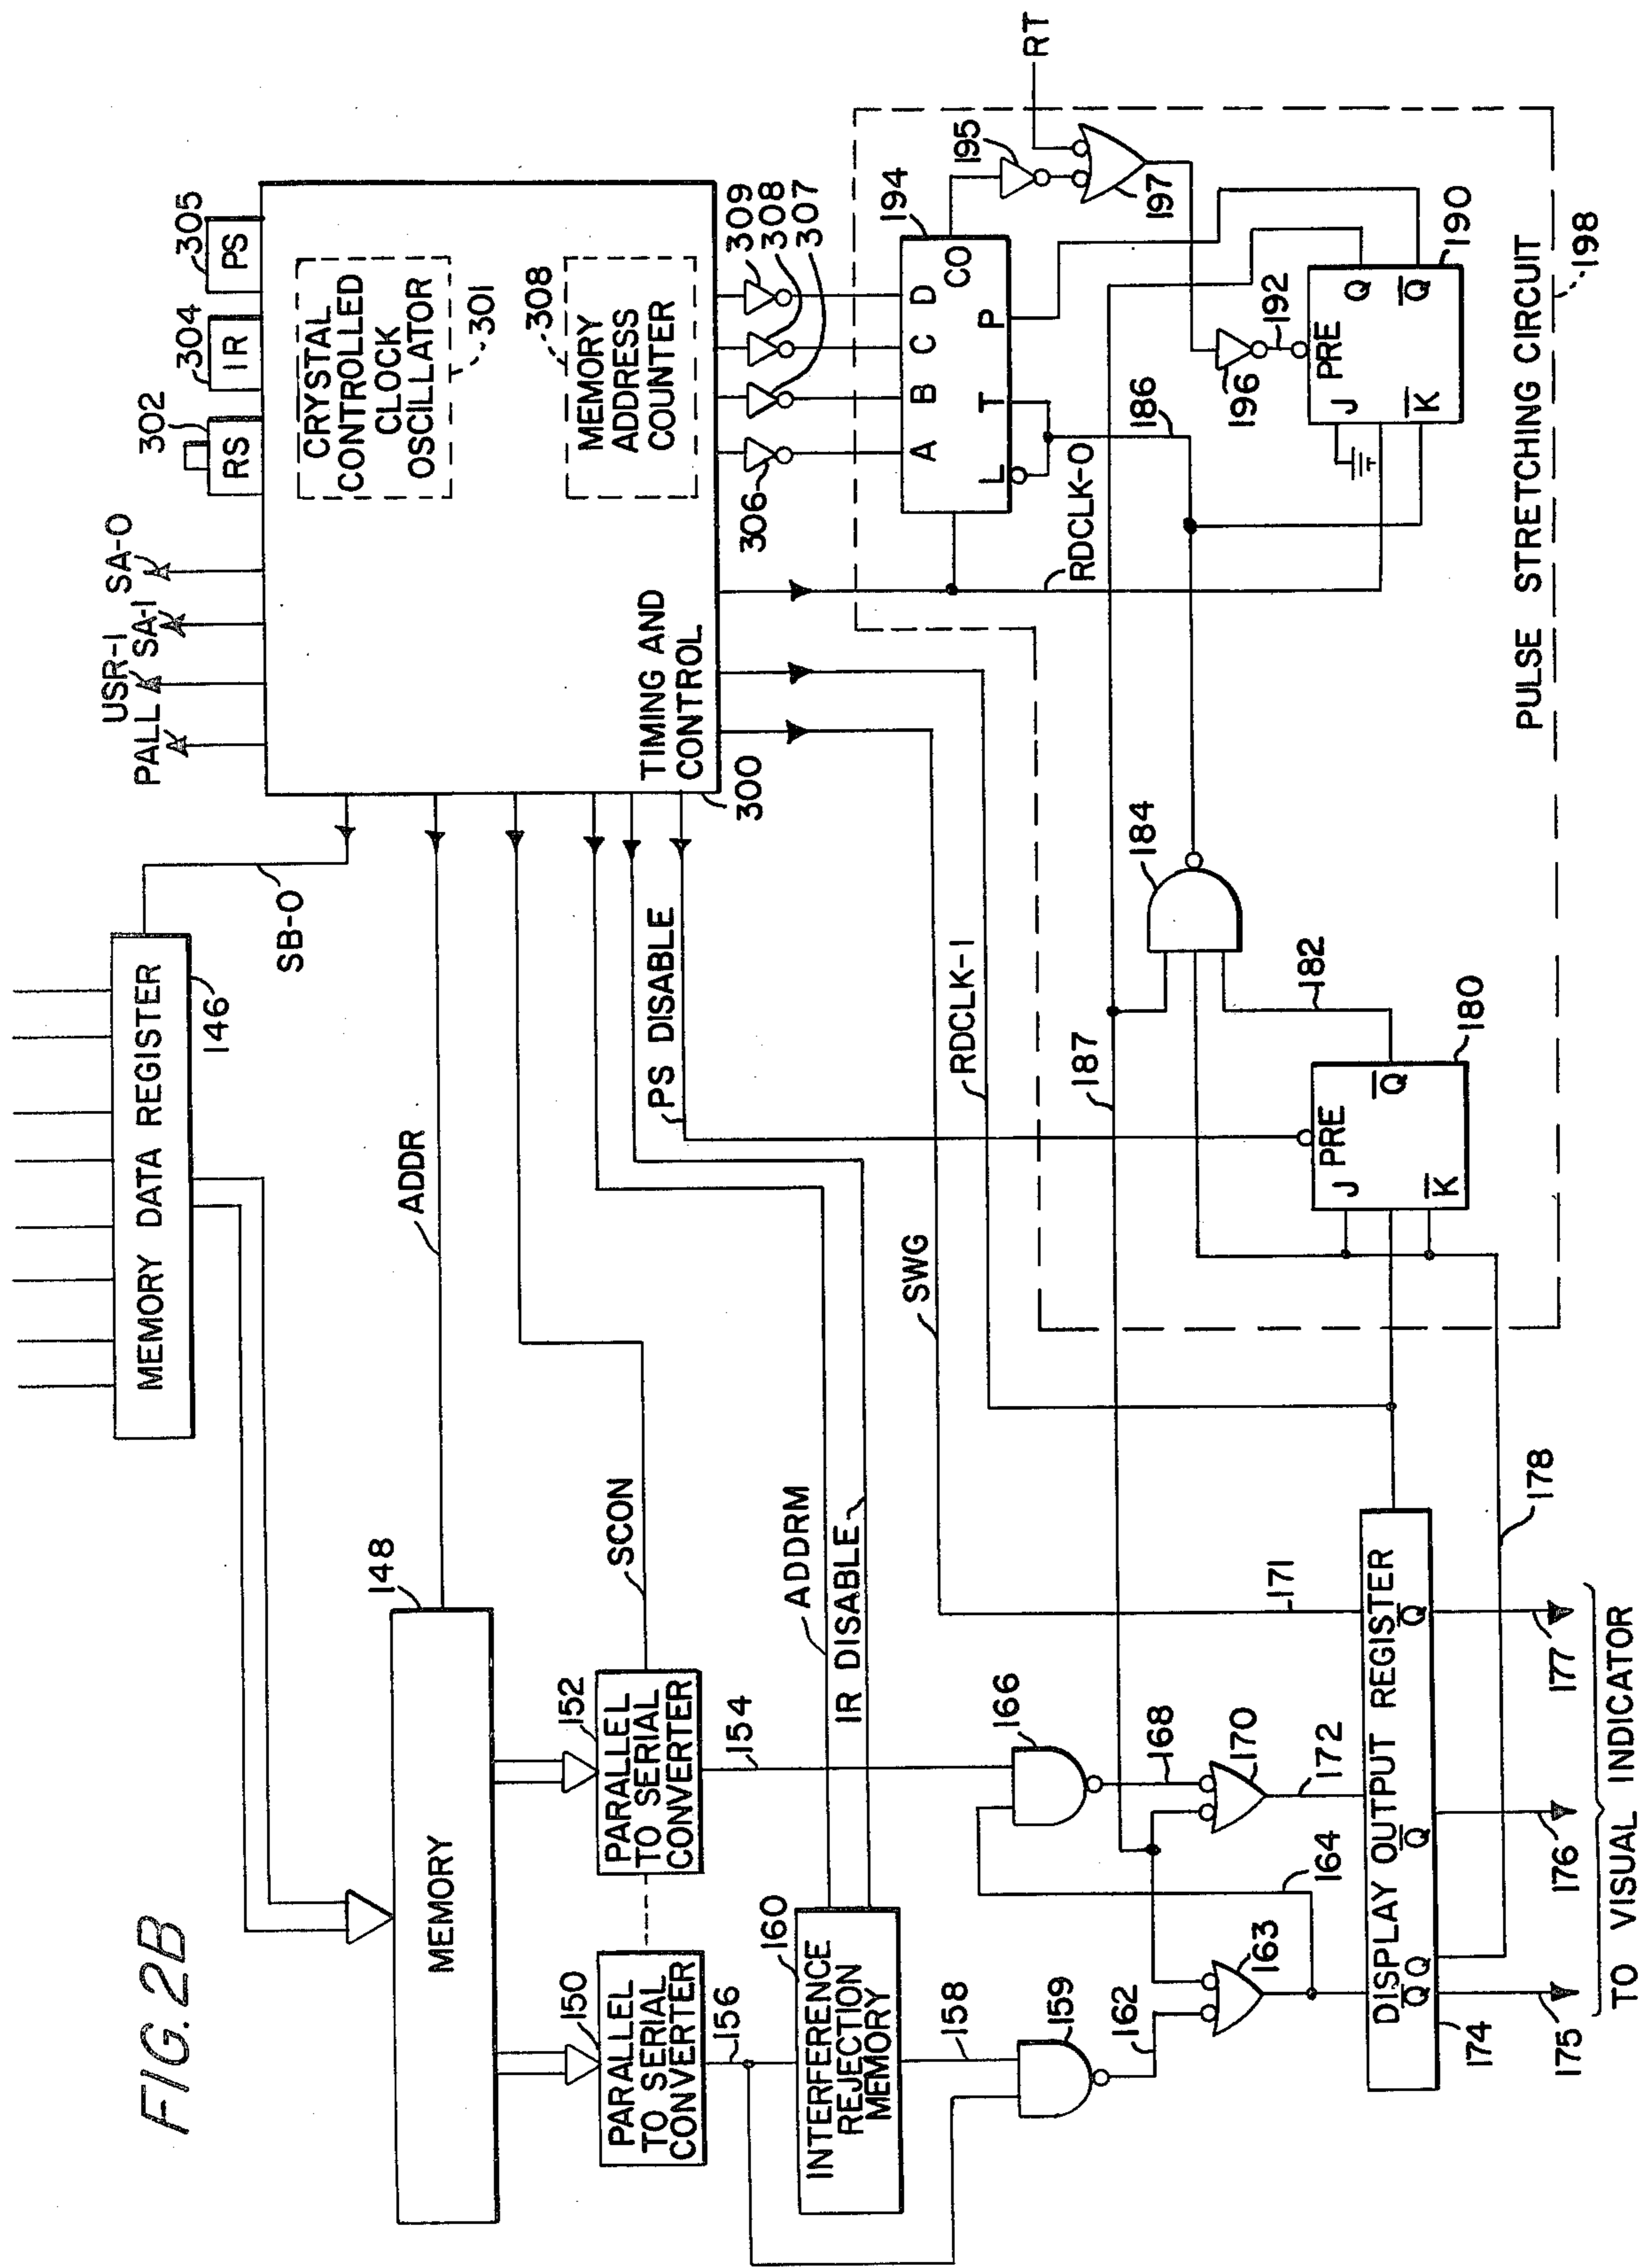 FIG. 2B
MEMORY DATA REGISTER
146
SB-0
PALL
USR-1
SA-1
SA-0
302
RS
304
IR
305
PS
CRYSTAL
CONTROLLED
CLOCK
OSCILLATOR
301
308
MEMORY
ADDRESS
COUNTER
TIMING AND
CONTROL
300
306
309
308
307
148
MEMORY
ADDR
SCON
150
PARALLEL
TO SERIAL
CONVERTER
152
PARALLEL
TO SERIAL
CONVERTER
156
154
160
INTERFERENCE
REJECTION
MEMORY
ADDRM
IR DISABLE
PS DISABLE
158
159
162
163
164
166
168
170
172
171
SWG
RDCLK-1
RDCLK-0
DISPLAY OUTPUT REGISTER
Q Q Q Q
174
175
176
177
178
TO VISUAL INDICATOR
187
184
182
180
PRE
J
K
Q
186
194
A B C D
CO
L T P
195
RT
197
196
192
190
PRE
J
K
Q
Q
PULSE STRETCHING CIRCUIT
198